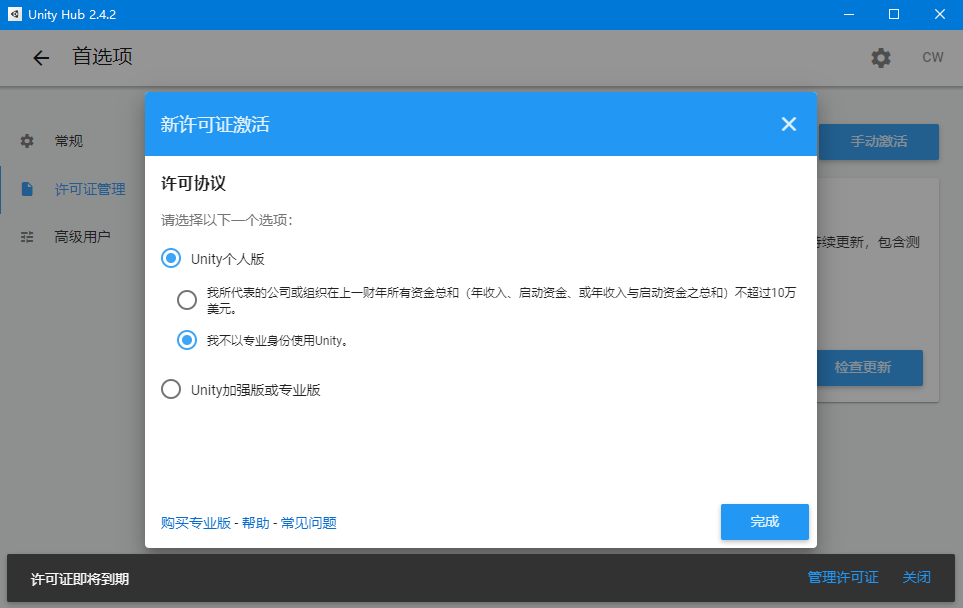 Unity Hub 2.4.2
首选项
CW
常规
许可证管理
高级用户
手动激活
持续更新，包含测
检查更新
新许可证激活
许可协议
请选择以下一个选项：
Unity个人版
我所代表的公司或组织在上一财年所有资金总和（年收入、启动资金、或年收入与启动资金之总和）不超过10万
美元。
我不以专业身份使用Unity。
Unity加强版或专业版
购买专业版 - 帮助 - 常见问题
完成
许可证即将到期
管理许可证
关闭